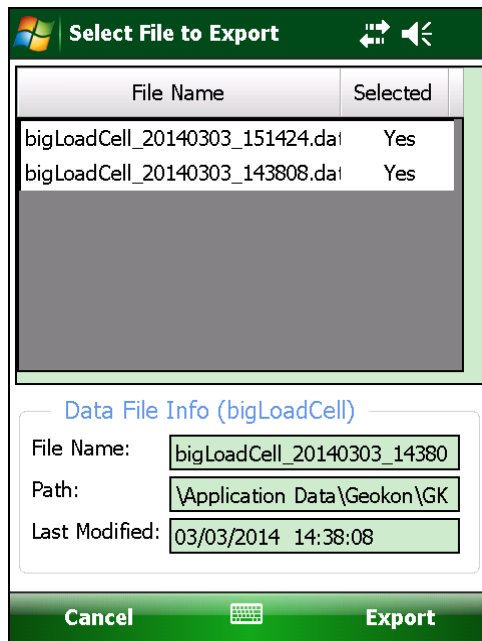 Select File to Export
File Name Selected
bigLoadCell_20140303_151424.dat Yes
bigLoadCell_20140303_143808.dat Yes
Data File Info (bigLoadCell)
File Name: bigLoadCell_20140303_14380
Path: \Application Data\Geokon\GK
Last Modified: 03/03/2014 14:38:08
Cancel Export